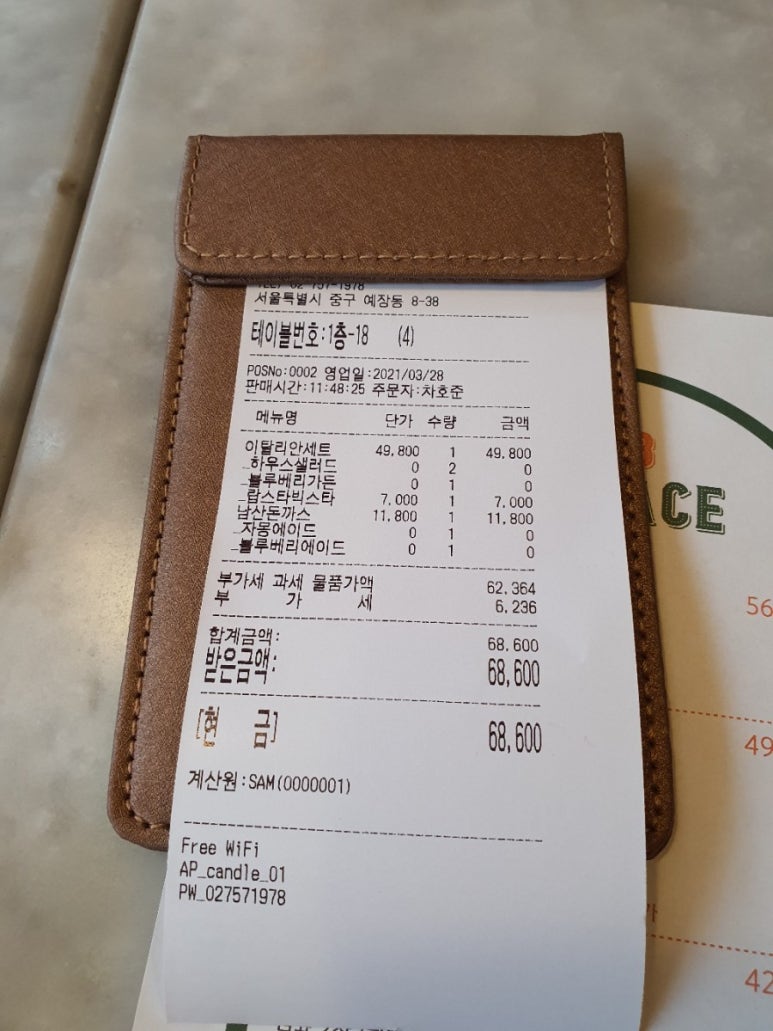 TEL) 02-757-1978
서울특별시 중구 예장동 8-38
테이블번호:1층-18 (4)
POSNo:0002 영업일:2021/03/28
판매시간:11:48:25 주문자:차호준
메뉴명 단가 수량 금액
이탈리안세트 49,800 1 49,800
_하우스샐러드 0 2 0
_블루베리가든 0 1 0
_랍스타빅스타 7,000 1 7,000
남산돈까스 11,800 1 11,800
_자몽에이드 0 1 0
_블루베리에이드 0 1 0
부가세 과세 물품가액 62,364
부 가 세 6,236
합계금액: 68,600
받은금액: 68,600
[현 금] 68,600
계산원:SAM(0000001)
Free WiFi
AP_candle_01
PW_027571978
ACE
56
49
42